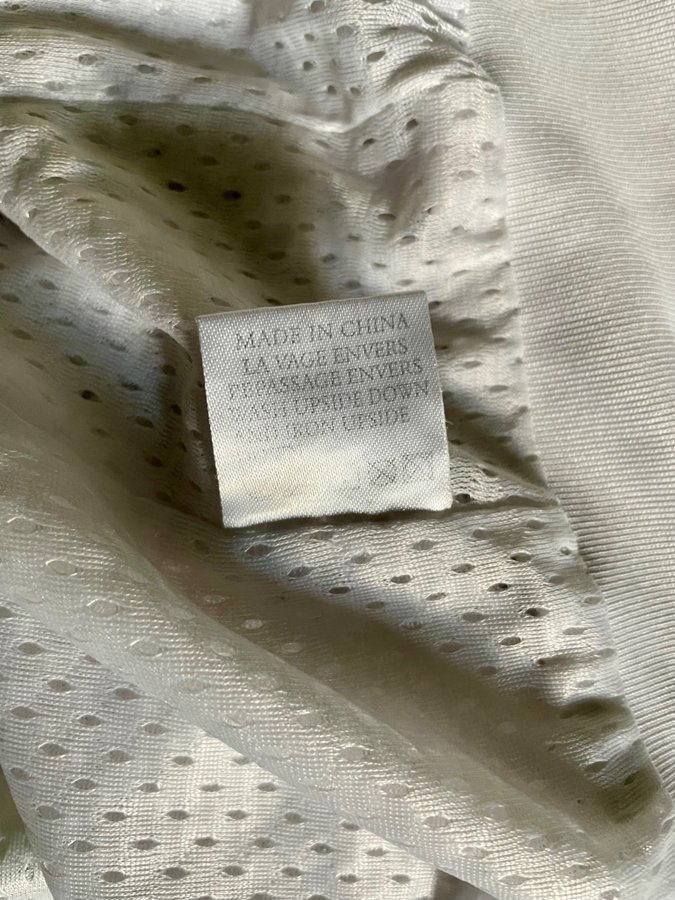 MADE IN CHINA
LA VAGE ENVERS
REPASSAGE ENVERS
WASH UPSIDE DOWN
IRON UPSIDE